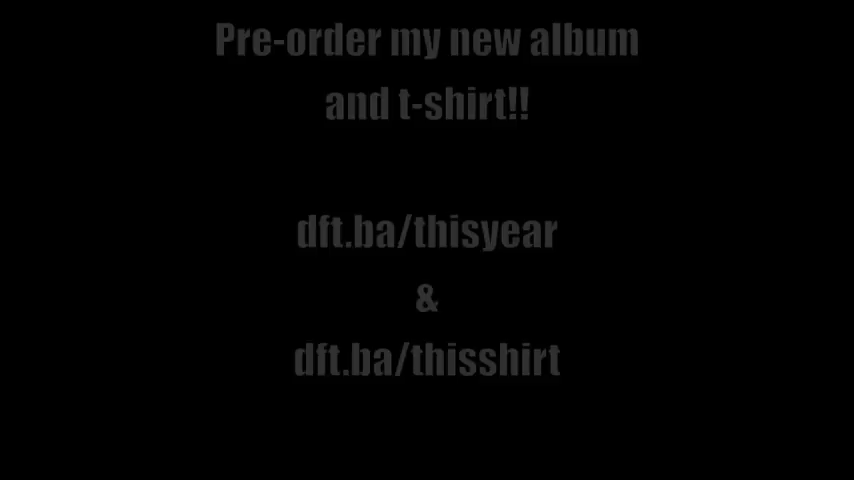 Pre-order my new album
and t-shirt!!
dft.ba/thisyear
&
dft.ba/thisshirt